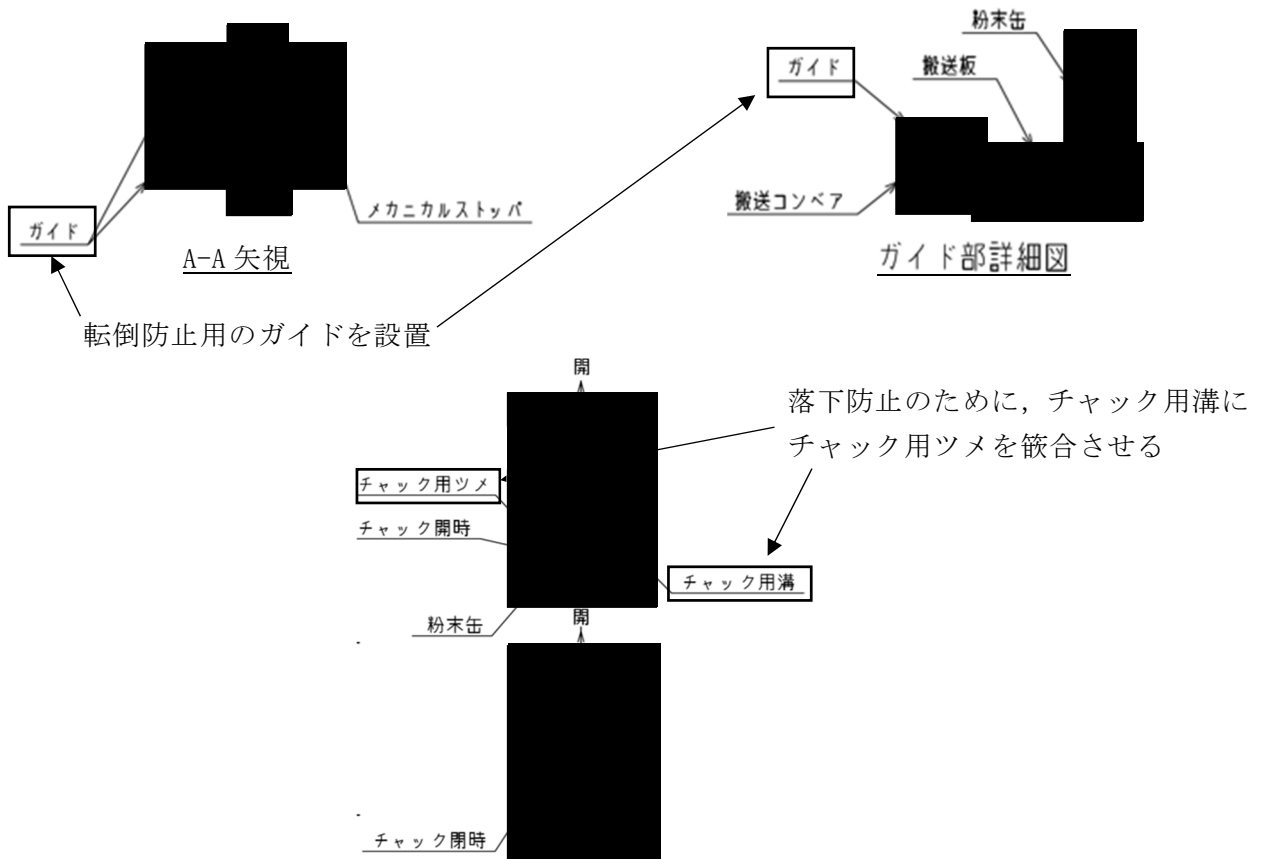 粉末缶
ガイド
搬送板
搬送コンベア
メカニカルストッパ
ガイド
A-A 矢視
ガイド部詳細図
転倒防止用のガイドを設置
開
落下防止のために，チャック用溝に
チャック用ツメを篏合させる
チャック用ツメ
チャック開時
チャック用溝
粉末缶
開
チャック閉時